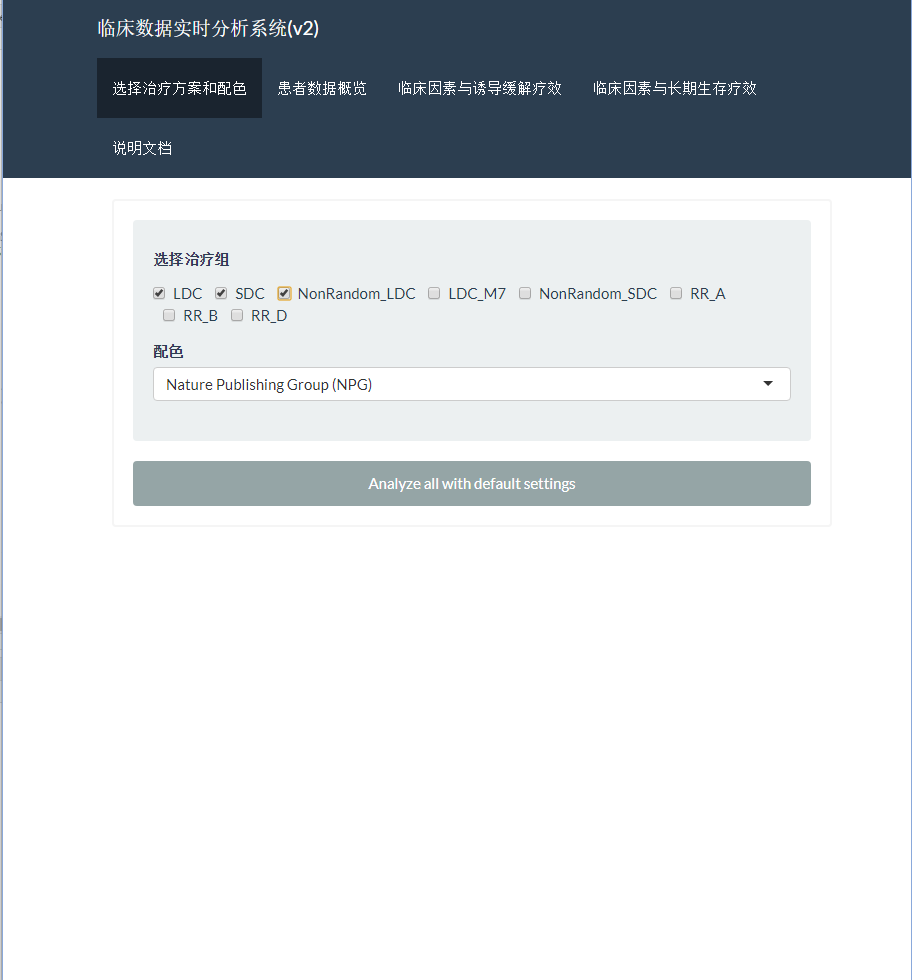 临床数据实时分析系统(v2)
选择治疗方案和配色 患者数据概览 临床因素与诱导缓解疗效 临床因素与长期生存疗效
说明文档
选择治疗组
LDC SDC NonRandom_LDC LDC_M7 NonRandom_SDC RR_A
RR_B RR_D
配色
Nature Publishing Group (NPG)
Analyze all with default settings